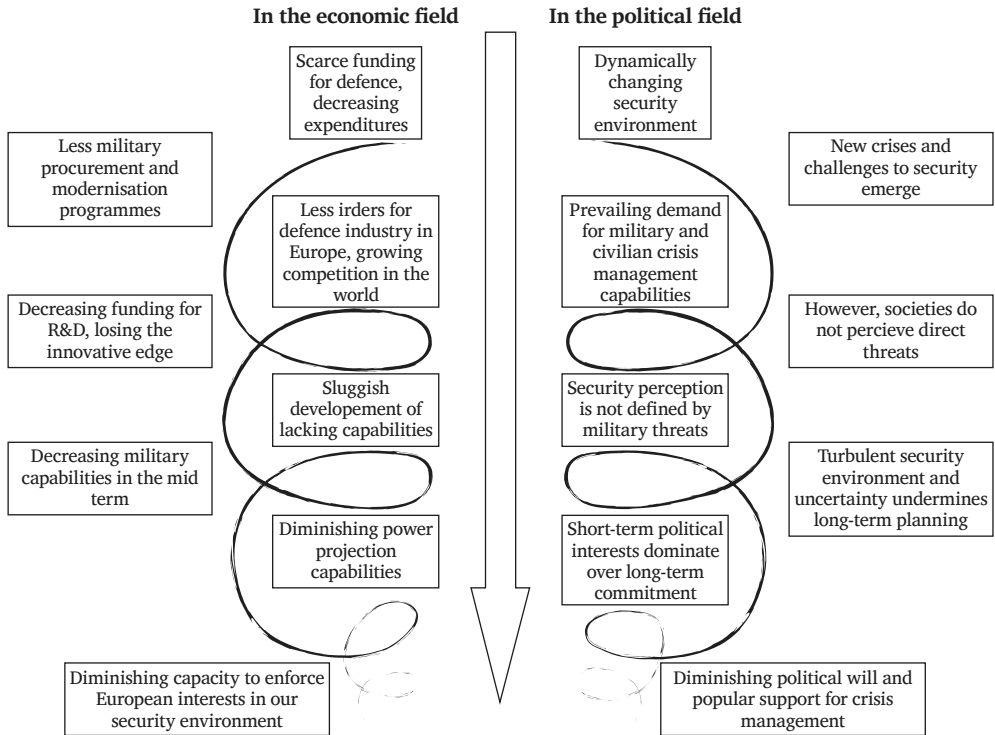 In the economic field
In the political field
Scarce funding
for defence,
decreasing
expenditures
Dynamically
changing
security
environment
Less military
procurement and
modernisation
programmes
New crises and
challenges to security
emerge
Less irders for
defence industry in
Europe, growing
competition in the
world
Prevailing demand
for military and
civilian crisis
management
capabilities
Decreasing funding for
R&D, losing the
innovative edge
However, societies do
not percieve direct
threats
Sluggish
developement of
lacking capabilities
Security perception
is not defined by
military threats
Decreasing military
capabilities in the mid
term
Turbulent security
environment and
uncertainty undermines
long-term planning
Diminishing power
projection
capabilities
Short-term political
interests dominate
over long-term
commitment
Diminishing capacity to enforce
European interests in our
security environment
Diminishing political will and
popular support for crisis
management